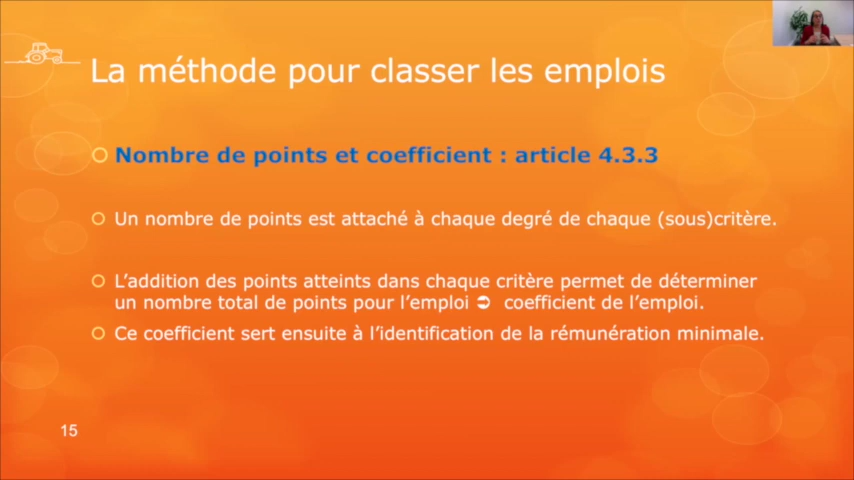 La méthode pour classer les emplois
Nombre de points et coefficient : article 4.3.3
Un nombre de points est attaché à chaque degré de chaque (sous)critère.
L’addition des points atteints dans chaque critère permet de déterminer
un nombre total de points pour l’emploi ➲ coefficient de l’emploi.
Ce coefficient sert ensuite à l’identification de la rémunération minimale.
15